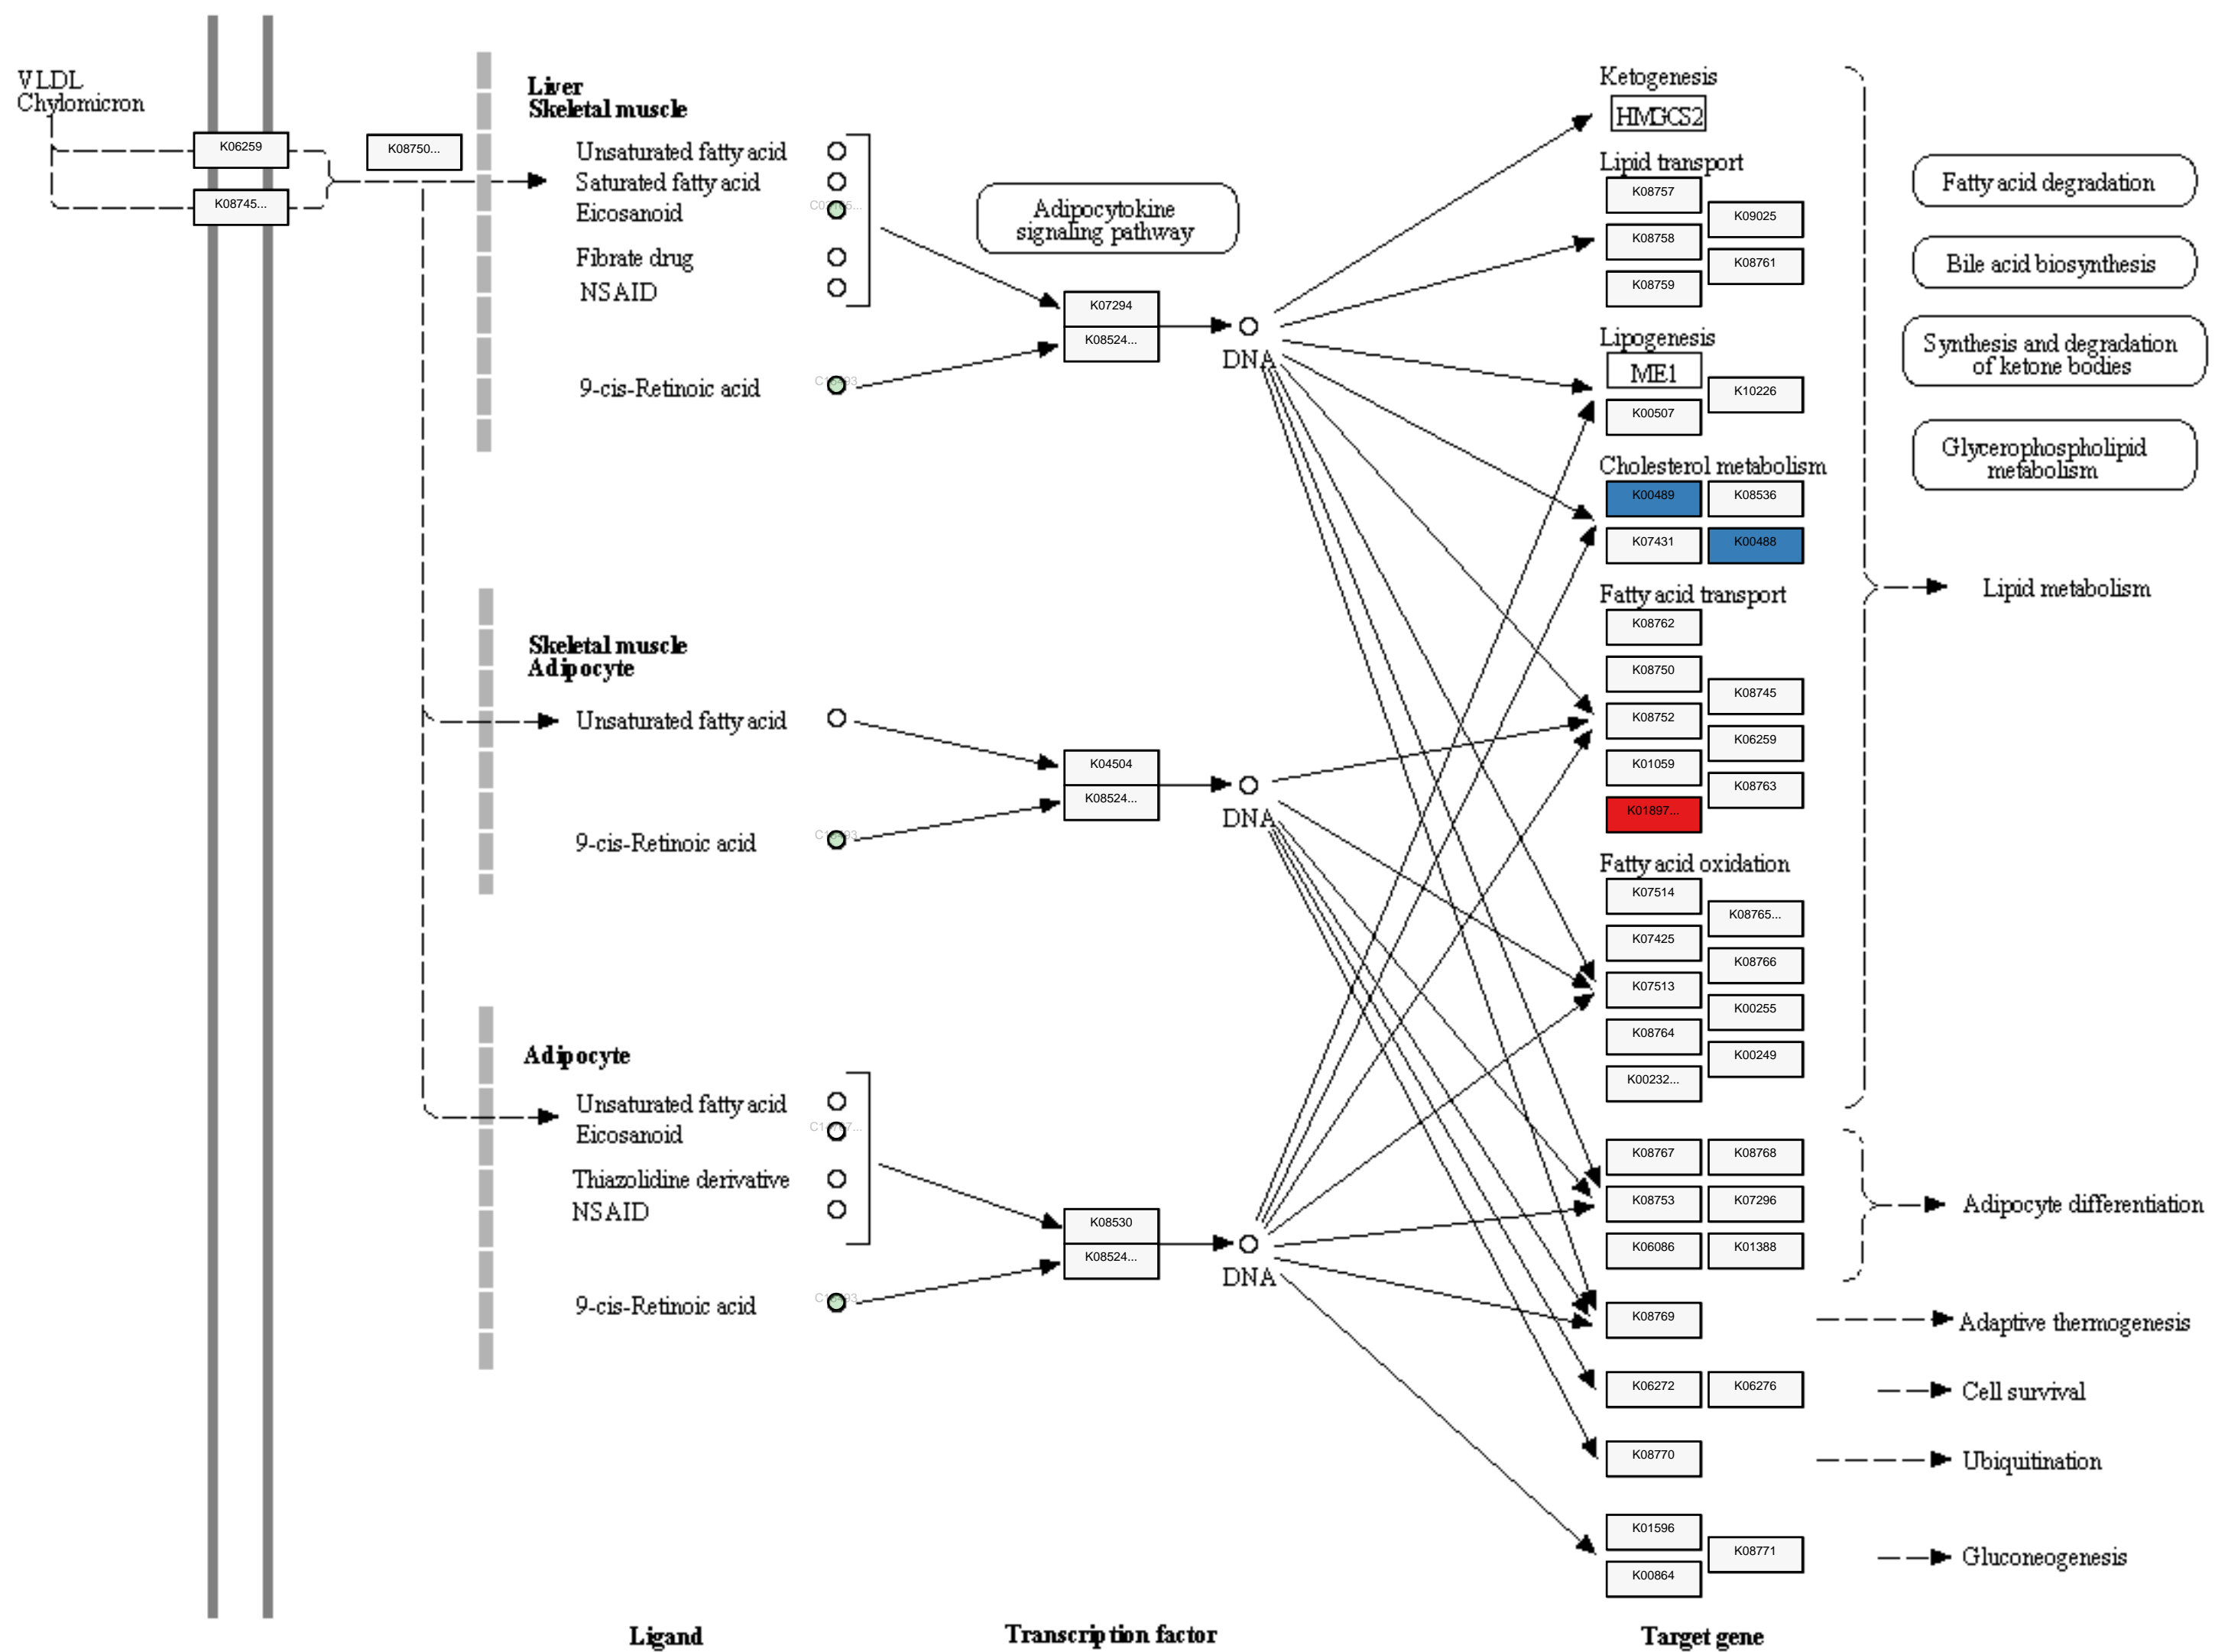 VLDL
Chylomicron
K06259
K08745...
K08750...
Liver
Skeletal muscle
Unsaturated fatty acid
Saturated fatty acid
Eicosanoid
Fibrate drug
NSAID
9-cis-Retinoic acid
Adipocytokine
signaling pathway
K07294
K08524...
DNA
Skeletal muscle
Adipocyte
Unsaturated fatty acid
9-cis-Retinoic acid
K04504
K08524...
DNA
Adipocyte
Unsaturated fatty acid
Eicosanoid
Thiazolidine derivative
NSAID
9-cis-Retinoic acid
K08530
K08524...
DNA
Ketogenesis
HMGCS2
Lipid transport
K08757
K09025
K08758
K08761
K08759
Lipogenesis
ME1
K10226
K00507
Cholesterol metabolism
K00489
K08536
K07431
K00488
Fatty acid transport
K08762
K08750
K08745
K08752
K06259
K01059
K08763
K01897...
Fatty acid oxidation
K07514
K08765...
K07425
K08766
K07513
K00255
K08764
K00249
K00232...
K08767
K08768
K08753
K07296
K06086
K01388
K08769
K06272
K06276
K08770
K01596
K08771
K00864
Fatty acid degradation
Bile acid biosynthesis
Synthesis and degradation
of ketone bodies
Glycerophospholipid
metabolism
Lipid metabolism
Adipocyte differentiation
Adaptive thermogenesis
Cell survival
Ubiquitination
Gluconeogenesis
Ligand
Transcription factor
Target gene